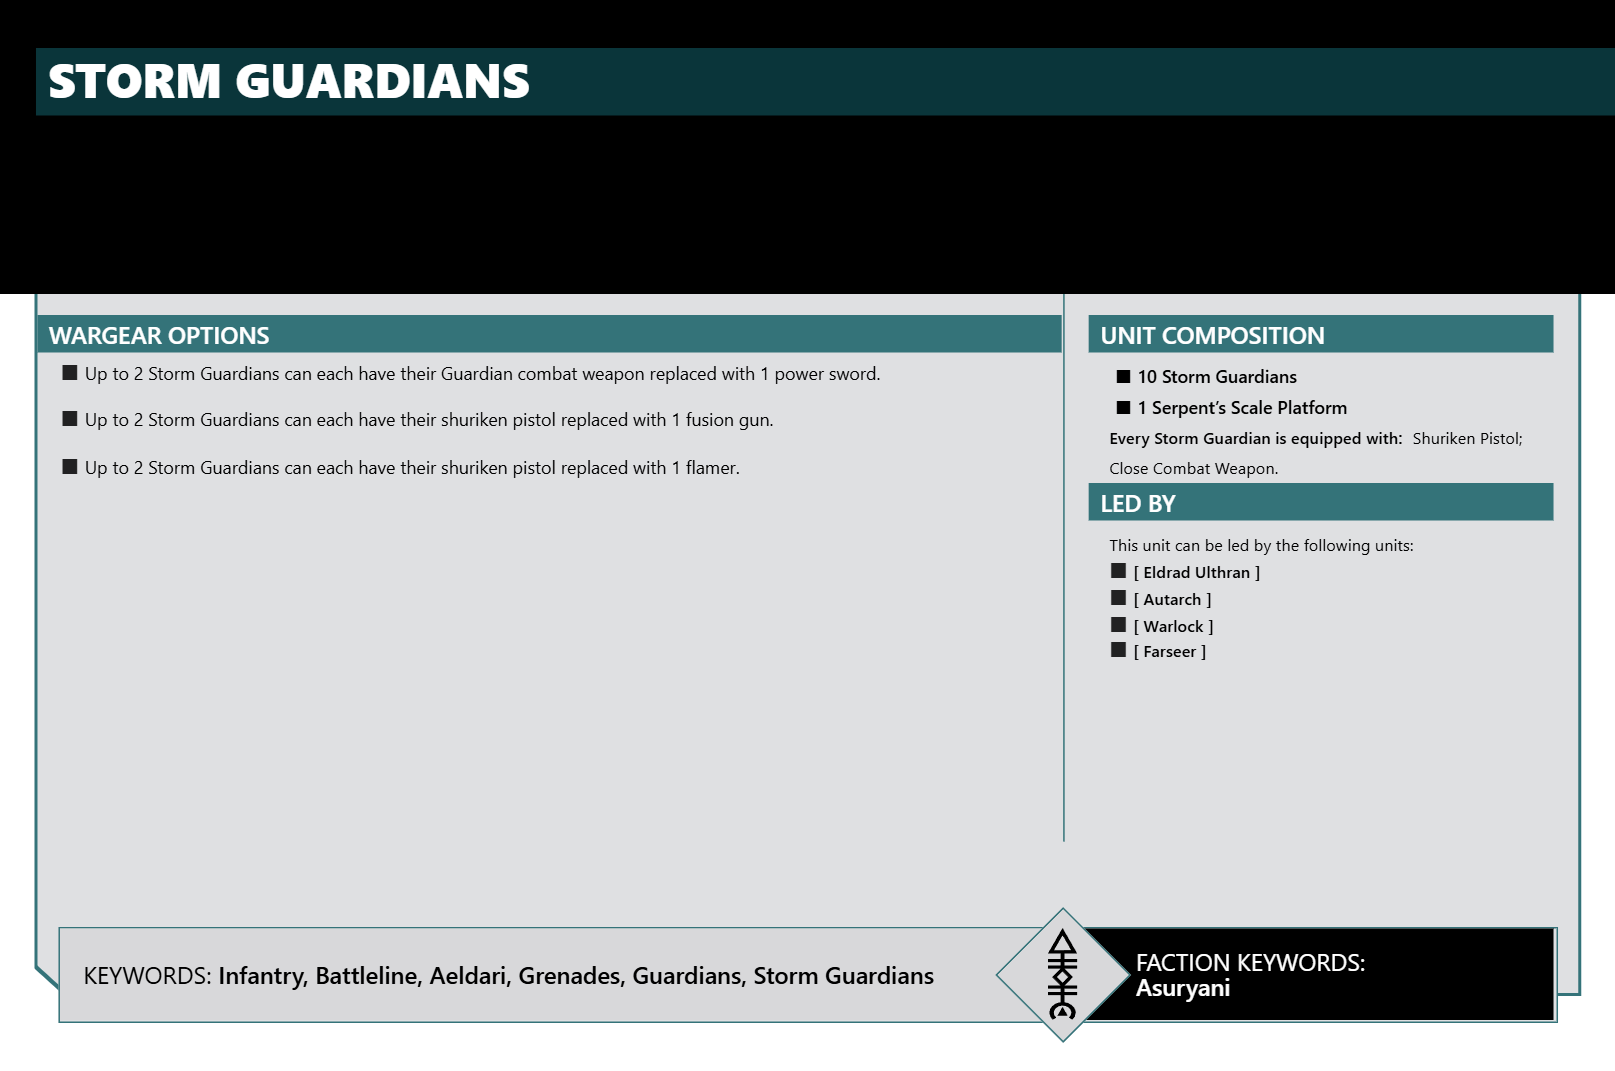 STORM GUARDIANS
WARGEAR OPTIONS
■ Up to 2 Storm Guardians can each have their Guardian combat weapon replaced with 1 power sword.
■ Up to 2 Storm Guardians can each have their shuriken pistol replaced with 1 fusion gun.
■ Up to 2 Storm Guardians can each have their shuriken pistol replaced with 1 flamer.
UNIT COMPOSITION
■ 10 Storm Guardians
■ 1 Serpent’s Scale Platform
Every Storm Guardian is equipped with: Shuriken Pistol;
Close Combat Weapon.
LED BY
This unit can be led by the following units:
■ [ Eldrad Ulthran ]
■ [ Autarch ]
■ [ Warlock ]
■ [ Farseer ]
KEYWORDS: Infantry, Battleline, Aeldari, Grenades, Guardians, Storm Guardians
FACTION KEYWORDS:
Asuryani